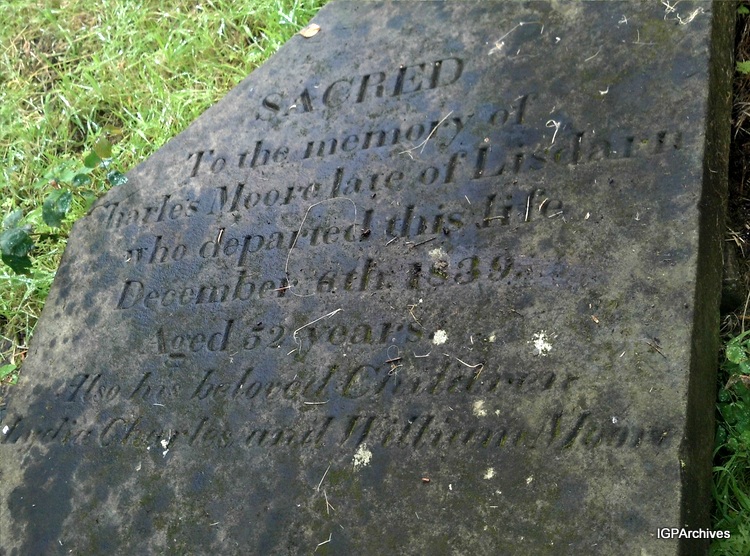 SACRED
To the memory of
Charles Moore late of Lisdarn
who departed this life
December 6th 1839
Aged 52 years
Also his beloved Children
Lydia Charles and William Moore
IGPArchives